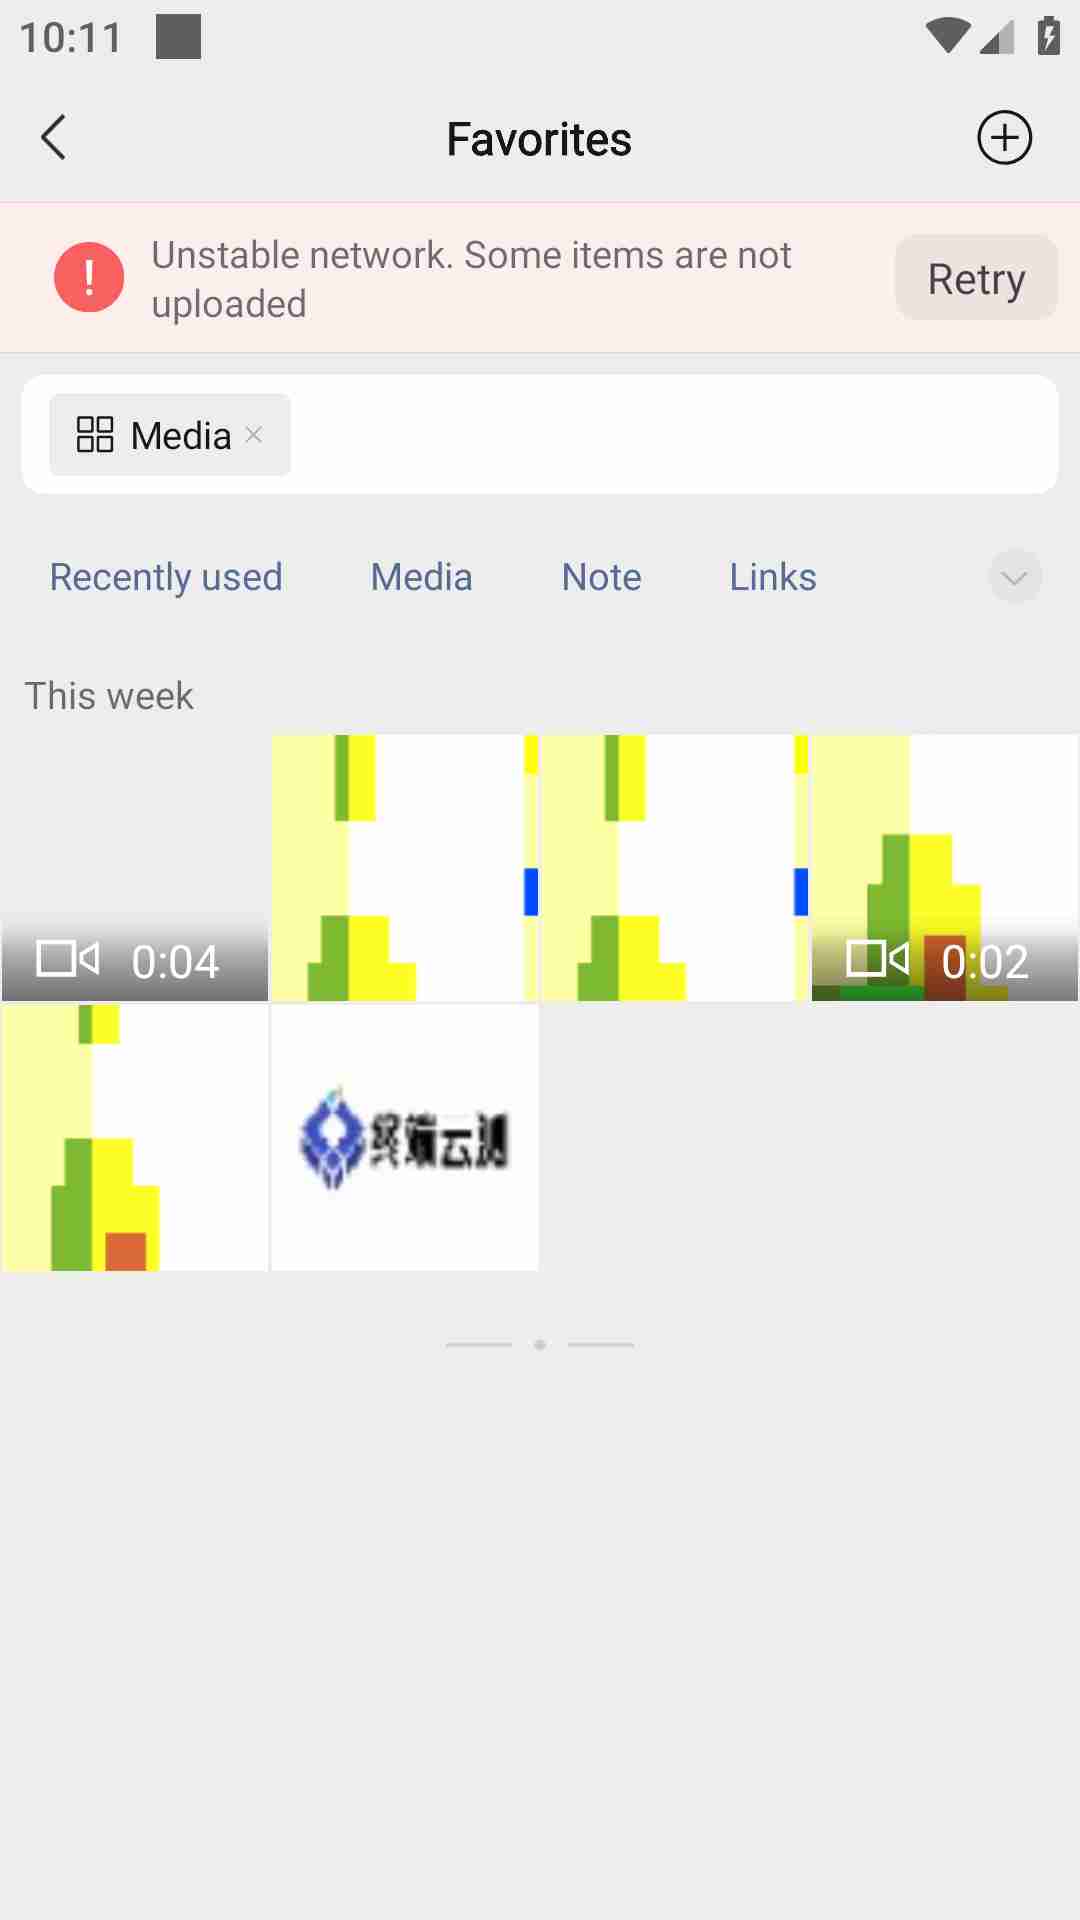 10:11
Favorites
Unstable network. Some items are not
uploaded
Retry
Media
Recently used
Media
Note
Links
This week
0:04
0:02
终端云测